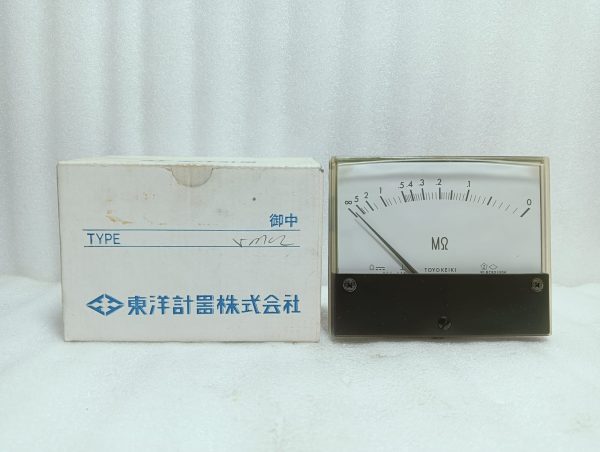 御中
TYPE
東洋計器株式会社
∞ 5 2 1 .5 .4 .3 .2 .1 0
MΩ
TOYOKEIKI